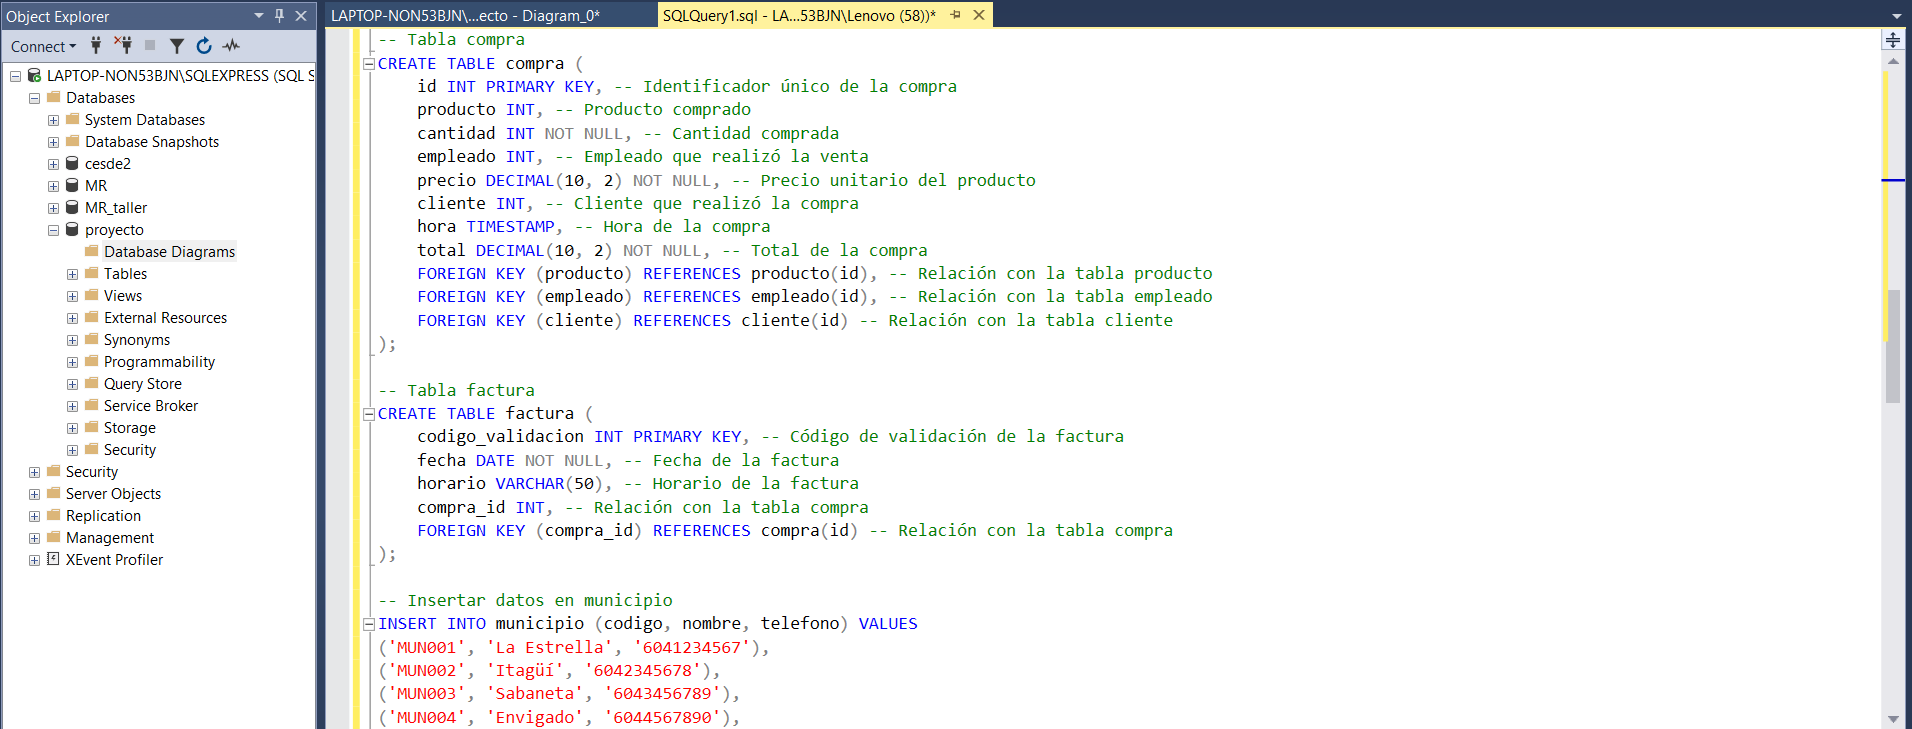 Object Explorer
Connect
LAPTOP-NON53BJN\SQLEXPRESS (SQL S
Databases
System Databases
Database Snapshots
cesde2
MR
MR_taller
proyecto
Database Diagrams
Tables
Views
External Resources
Synonyms
Programmability
Query Store
Service Broker
Storage
Security
Security
Server Objects
Replication
Management
XEvent Profiler
LAPTOP-NON53BJN\...ecto - Diagram_0*
SQLQuery1.sql - LA...53BJN\Lenovo (58))*
-- Tabla compra
CREATE TABLE compra (
id INT PRIMARY KEY, -- Identificador único de la compra
producto INT, -- Producto comprado
cantidad INT NOT NULL, -- Cantidad comprada
empleado INT, -- Empleado que realizó la venta
precio DECIMAL(10, 2) NOT NULL, -- Precio unitario del producto
cliente INT, -- Cliente que realizó la compra
hora TIMESTAMP, -- Hora de la compra
total DECIMAL(10, 2) NOT NULL, -- Total de la compra
FOREIGN KEY (producto) REFERENCES producto(id), -- Relación con la tabla producto
FOREIGN KEY (empleado) REFERENCES empleado(id), -- Relación con la tabla empleado
FOREIGN KEY (cliente) REFERENCES cliente(id) -- Relación con la tabla cliente
);
-- Tabla factura
CREATE TABLE factura (
codigo_validacion INT PRIMARY KEY, -- Código de validación de la factura
fecha DATE NOT NULL, -- Fecha de la factura
horario VARCHAR(50), -- Horario de la factura
compra_id INT, -- Relación con la tabla compra
FOREIGN KEY (compra_id) REFERENCES compra(id) -- Relación con la tabla compra
);
-- Insertar datos en municipio
INSERT INTO municipio (codigo, nombre, telefono) VALUES
('MUN001', 'La Estrella', '6041234567'),
('MUN002', 'Itagüí', '6042345678'),
('MUN003', 'Sabaneta', '6043456789'),
('MUN004', 'Envigado', '6044567890'),